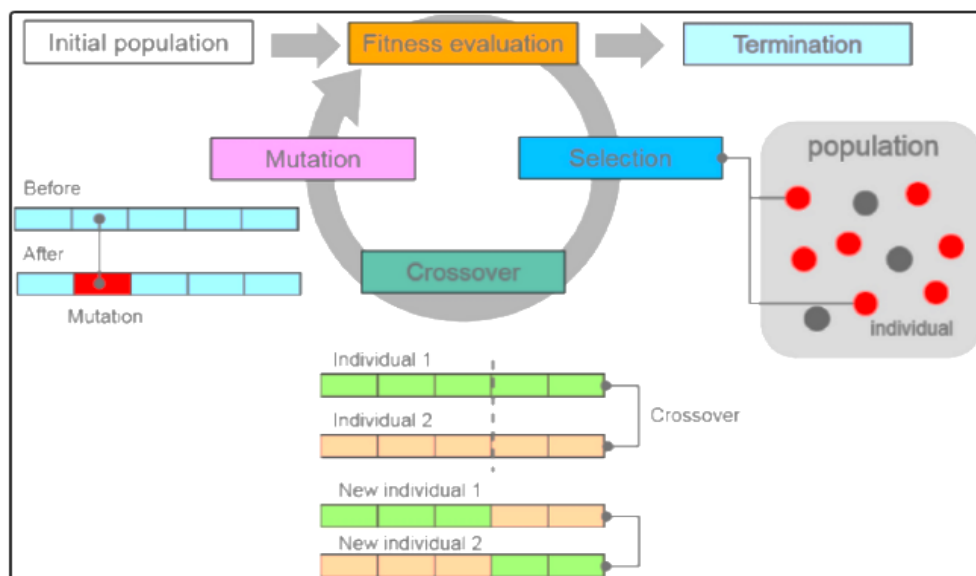 Initial population
Fitness evaluation
Termination
Mutation
Selection
population
Before
After
Crossover
Mutation
individual
Individual 1
Crossover
Individual 2
New individual 1
New individual 2